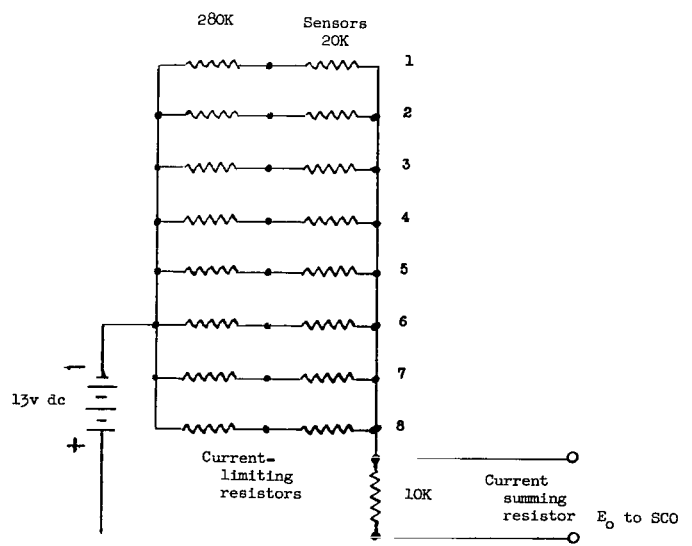 280K
Sensors
20K
1
2
3
4
5
6
7
8
-
13v dc
+
Current-
limiting
resistors
10K
Current
summing
resistor
Eo to SCO